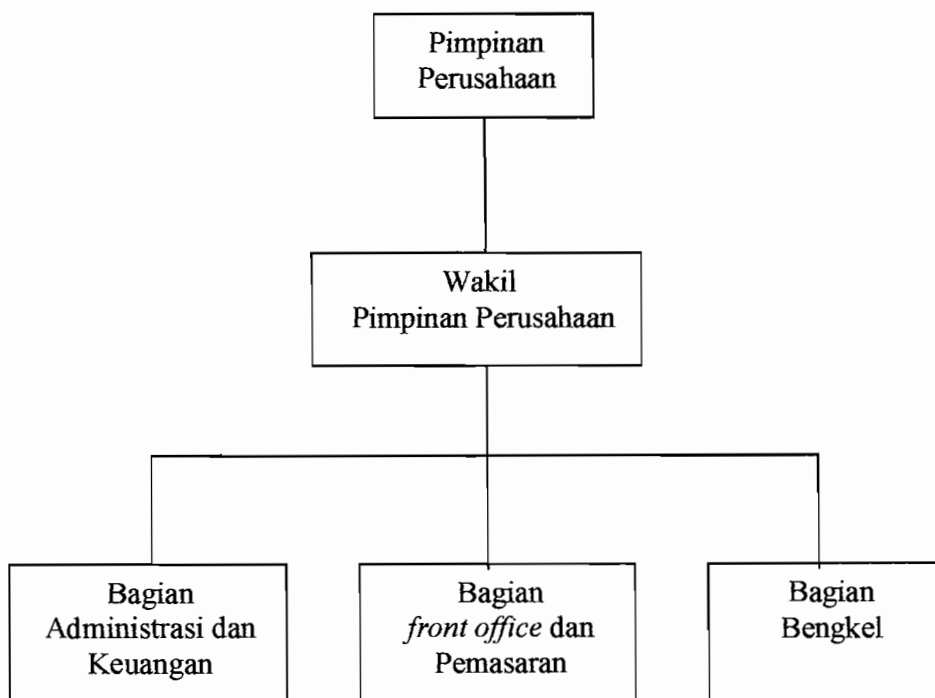 Pimpinan
Perusahaan
Wakil
Pimpinan Perusahaan
Bagian
Administrasi dan
Keuangan
Bagian
front office dan
Pemasaran
Bagian
Bengkel